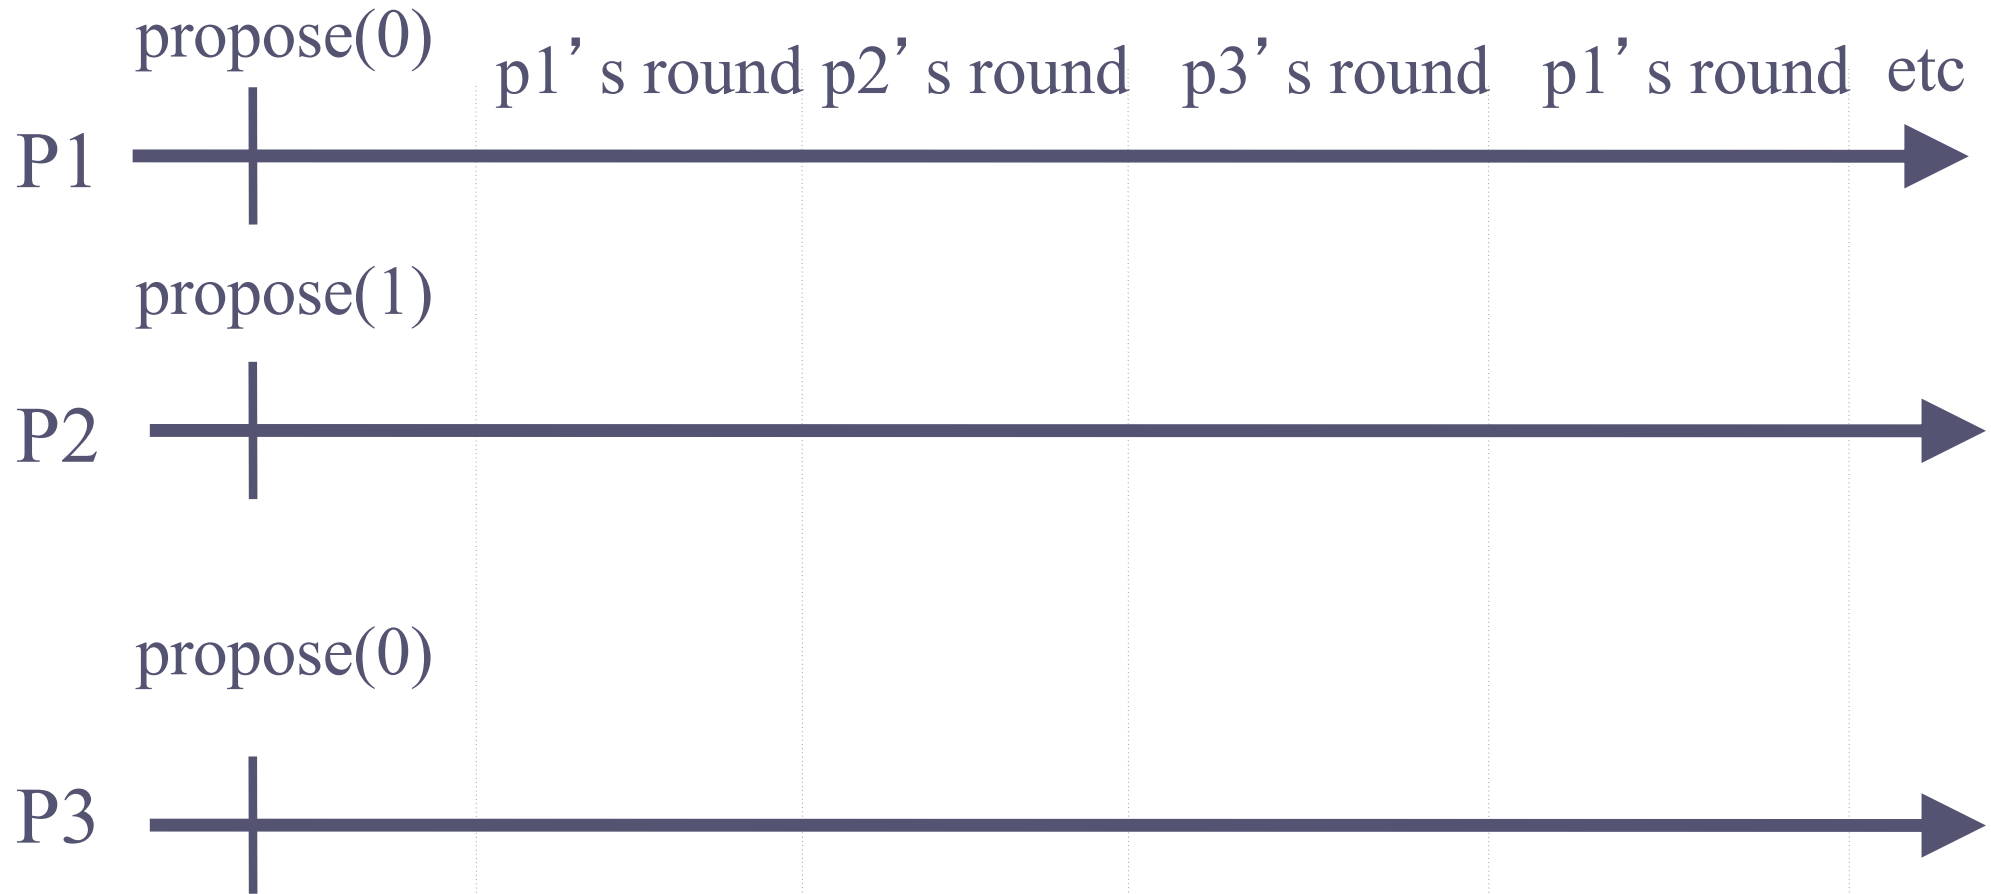 propose(0)
p1’s round p2’s round p3’s round p1’s round etc
P1
propose(1)
P2
propose(0)
P3